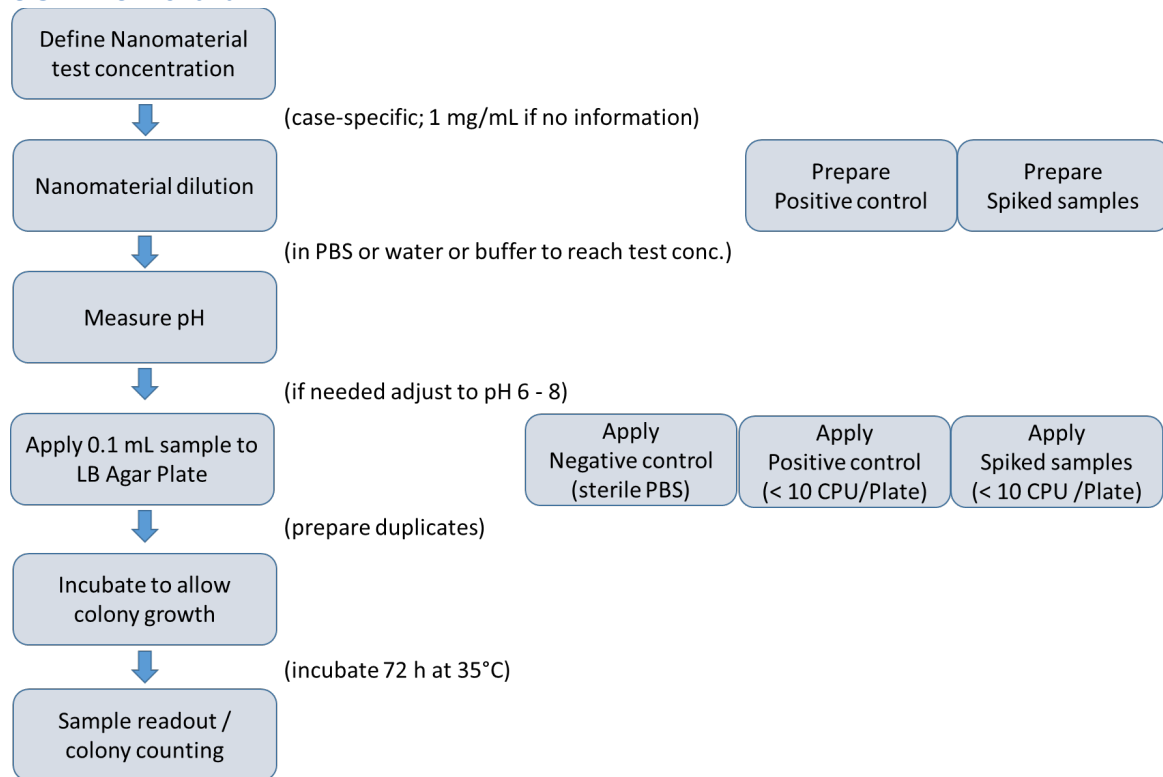 Define Nanomaterial
test concentration
(case-specific; 1 mg/mL if no information)
Nanomaterial dilution
Prepare
Positive control
Prepare
Spiked samples
(in PBS or water or buffer to reach test conc.)
Measure pH
(if needed adjust to pH 6 - 8)
Apply 0.1 mL sample to
LB Agar Plate
Apply
Negative control
(sterile PBS)
Apply
Positive control
(< 10 CPU/Plate)
Apply
Spiked samples
(< 10 CPU /Plate)
(prepare duplicates)
Incubate to allow
colony growth
(incubate 72 h at 35°C)
Sample readout /
colony counting